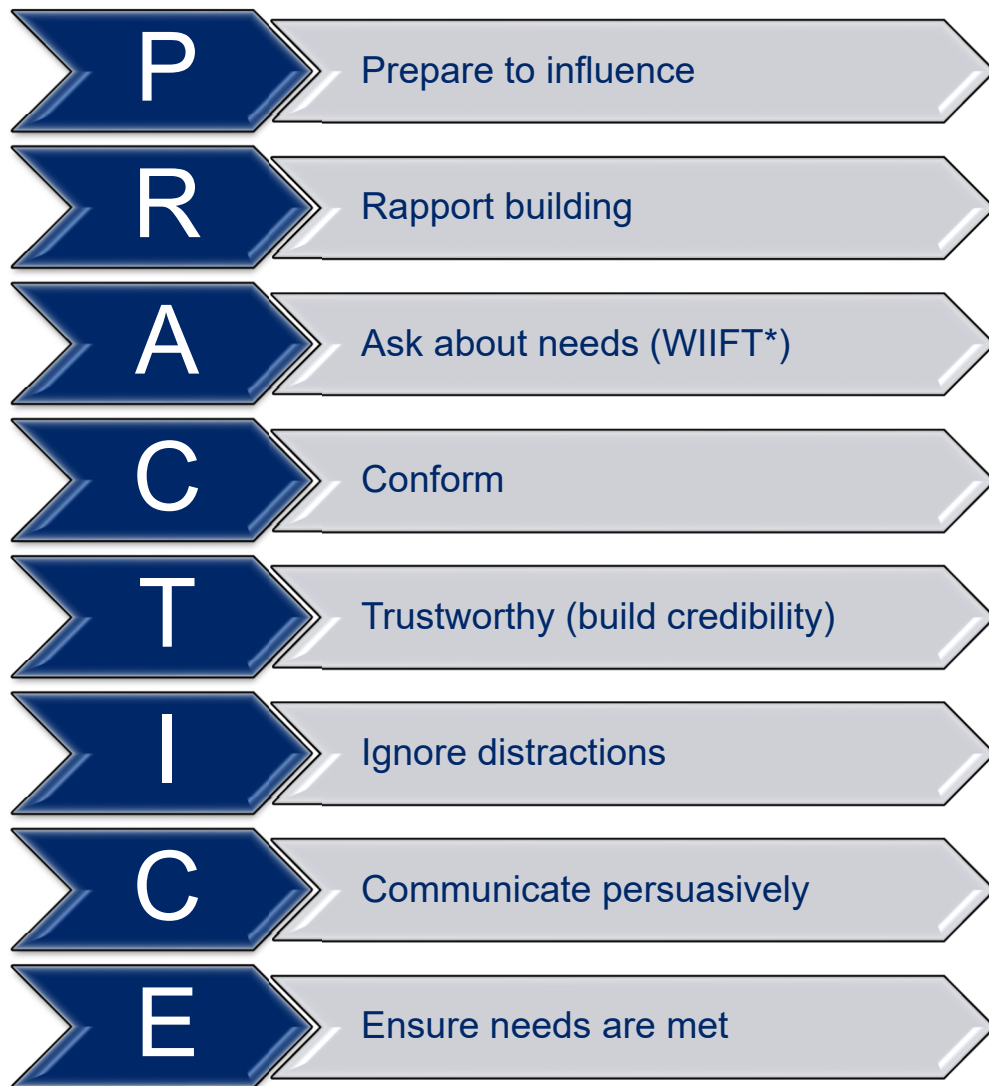 P Prepare to influence
R Rapport building
A Ask about needs (WIIFT*)
C Conform
T Trustworthy (build credibility)
I Ignore distractions
C Communicate persuasively
E Ensure needs are met